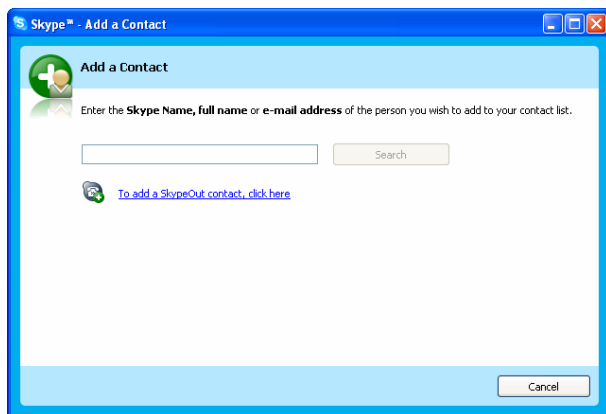 Skype™ - Add a Contact
Add a Contact
Enter the Skype Name, full name or e-mail address of the person you wish to add to your contact list.
Search
To add a SkypeOut contact, click here
Cancel